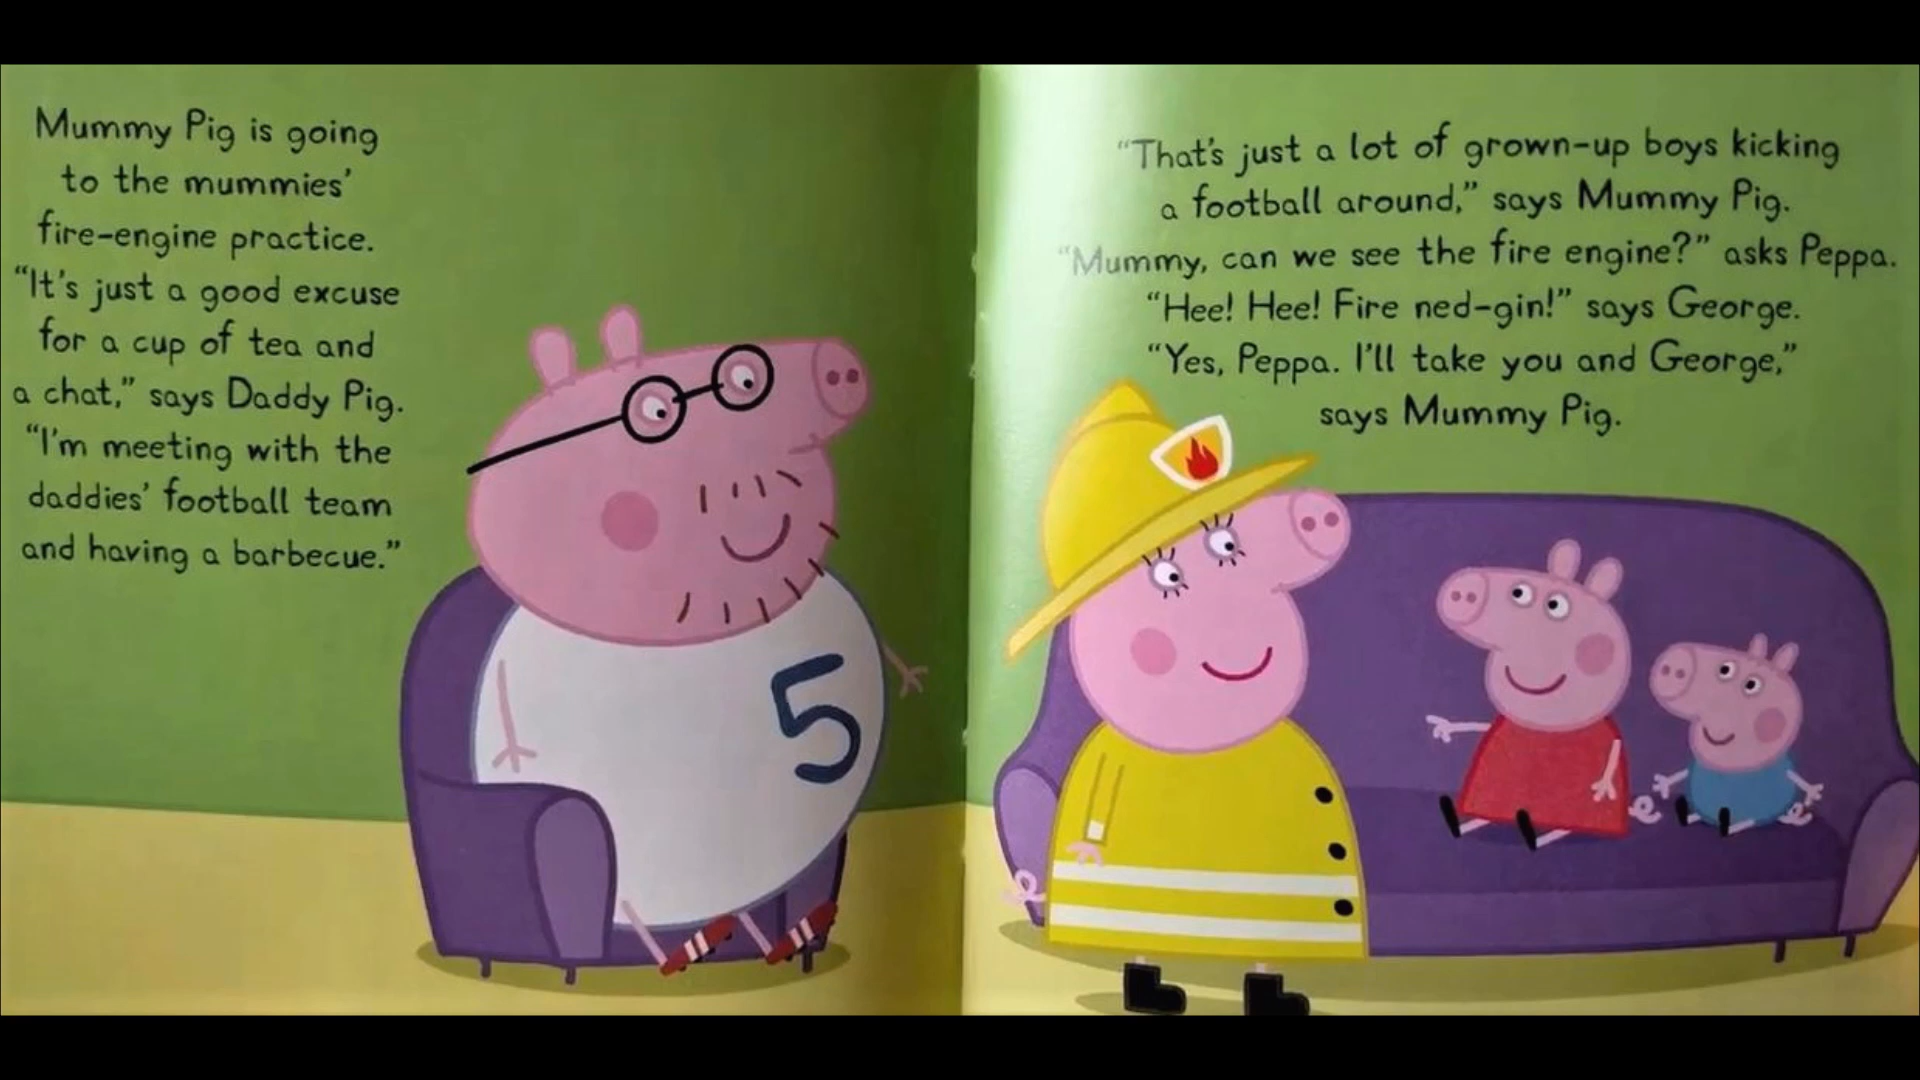 Mummy Pig is going
to the mummies’
fire-engine practice.
“It’s just a good excuse
for a cup of tea and
a chat,” says Daddy Pig.
“I’m meeting with the
daddies’ football team
and having a barbecue.”
5
“That’s just a lot of grown-up boys kicking
a football around,” says Mummy Pig.
“Mummy, can we see the fire engine?” asks Peppa.
“Hee! Hee! Fire ned-gin!” says George.
“Yes, Peppa. I’ll take you and George,”
says Mummy Pig.